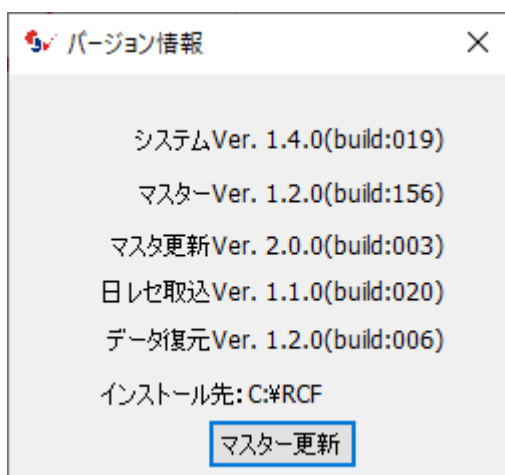 バージョン情報
システムVer. 1.4.0(build:019)
マスターVer. 1.2.0(build:156)
マスタ更新Ver. 2.0.0(build:003)
日レセ取込Ver. 1.1.0(build:020)
データ復元Ver. 1.2.0(build:006)
インストール先: C:¥RCF
マスター更新